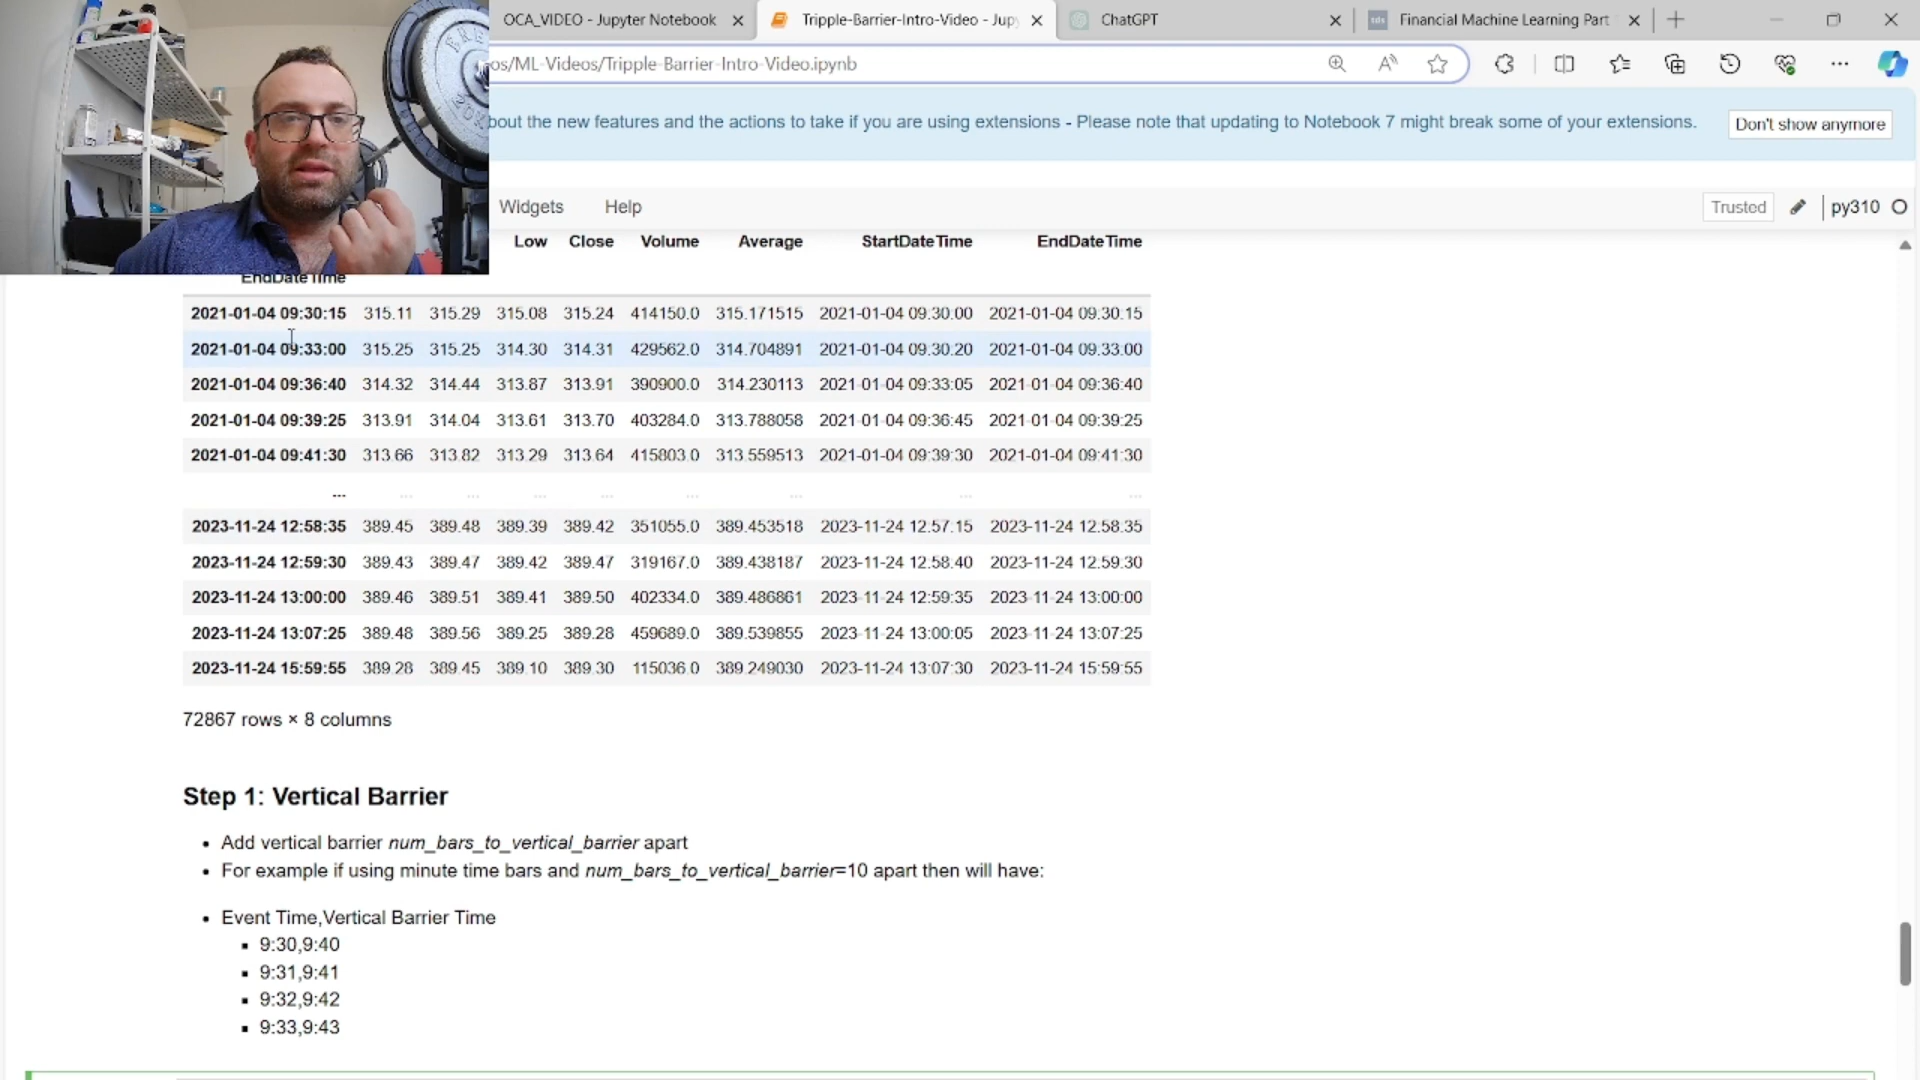 OCA_VIDEO - Jupyter Notebook
Tripple-Barrier-Intro-Video - Jup
ChatGPT
tds Financial Machine Learning Part
os/ML-Videos/Tripple-Barrier-Intro-Video.ipynb
bout the new features and the actions to take if you are using extensions - Please note that updating to Notebook 7 might break some of your extensions.
Don't show anymore
Widgets Help
Trusted py310
Low Close Volume Average StartDateTime EndDateTime
EndDateTime
2021-01-04 09:30:15 315.11 315.29 315.08 315.24 414150.0 315.171515 2021-01-04 09:30:00 2021-01-04 09:30:15
2021-01-04 09:33:00 315.25 315.25 314.30 314.31 429562.0 314.704891 2021-01-04 09:30:20 2021-01-04 09:33:00
2021-01-04 09:36:40 314.32 314.44 313.87 313.91 390900.0 314.230113 2021-01-04 09:33:05 2021-01-04 09:36:40
2021-01-04 09:39:25 313.91 314.04 313.61 313.70 403284.0 313.788058 2021-01-04 09:36:45 2021-01-04 09:39:25
2021-01-04 09:41:30 313.66 313.82 313.29 313.64 415803.0 313.559513 2021-01-04 09:39:30 2021-01-04 09:41:30
... ... ... ... ... ... ... ... ...
2023-11-24 12:58:35 389.45 389.48 389.39 389.42 351055.0 389.453518 2023-11-24 12:57:15 2023-11-24 12:58:35
2023-11-24 12:59:30 389.43 389.47 389.42 389.47 319167.0 389.438187 2023-11-24 12:58:40 2023-11-24 12:59:30
2023-11-24 13:00:00 389.46 389.51 389.41 389.50 402334.0 389.486861 2023-11-24 12:59:35 2023-11-24 13:00:00
2023-11-24 13:07:25 389.48 389.56 389.25 389.28 459689.0 389.539855 2023-11-24 13:00:05 2023-11-24 13:07:25
2023-11-24 15:59:55 389.28 389.45 389.10 389.30 115036.0 389.249030 2023-11-24 13:07:30 2023-11-24 15:59:55
72867 rows × 8 columns
Step 1: Vertical Barrier
• Add vertical barrier num_bars_to_vertical_barrier apart
• For example if using minute time bars and num_bars_to_vertical_barrier=10 apart then will have:
• Event Time,Vertical Barrier Time
▪ 9:30,9:40
▪ 9:31,9:41
▪ 9:32,9:42
▪ 9:33,9:43